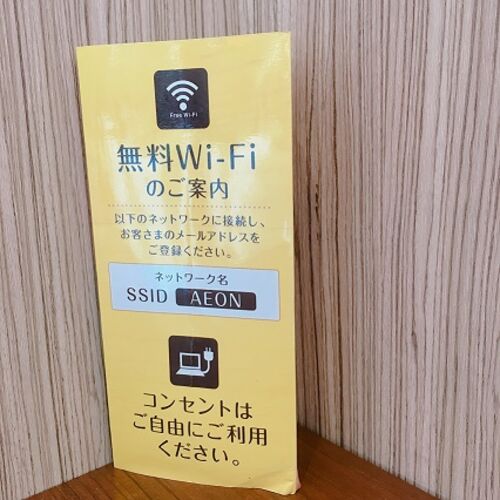 Free Wi-Fi
無料Wi-Fi
のご案内
以下のネットワークに接続し、
お客さまのメールアドレスを
ご登録ください。
ネットワーク名
SSID AEON
コンセントは
ご自由にご利用
ください。